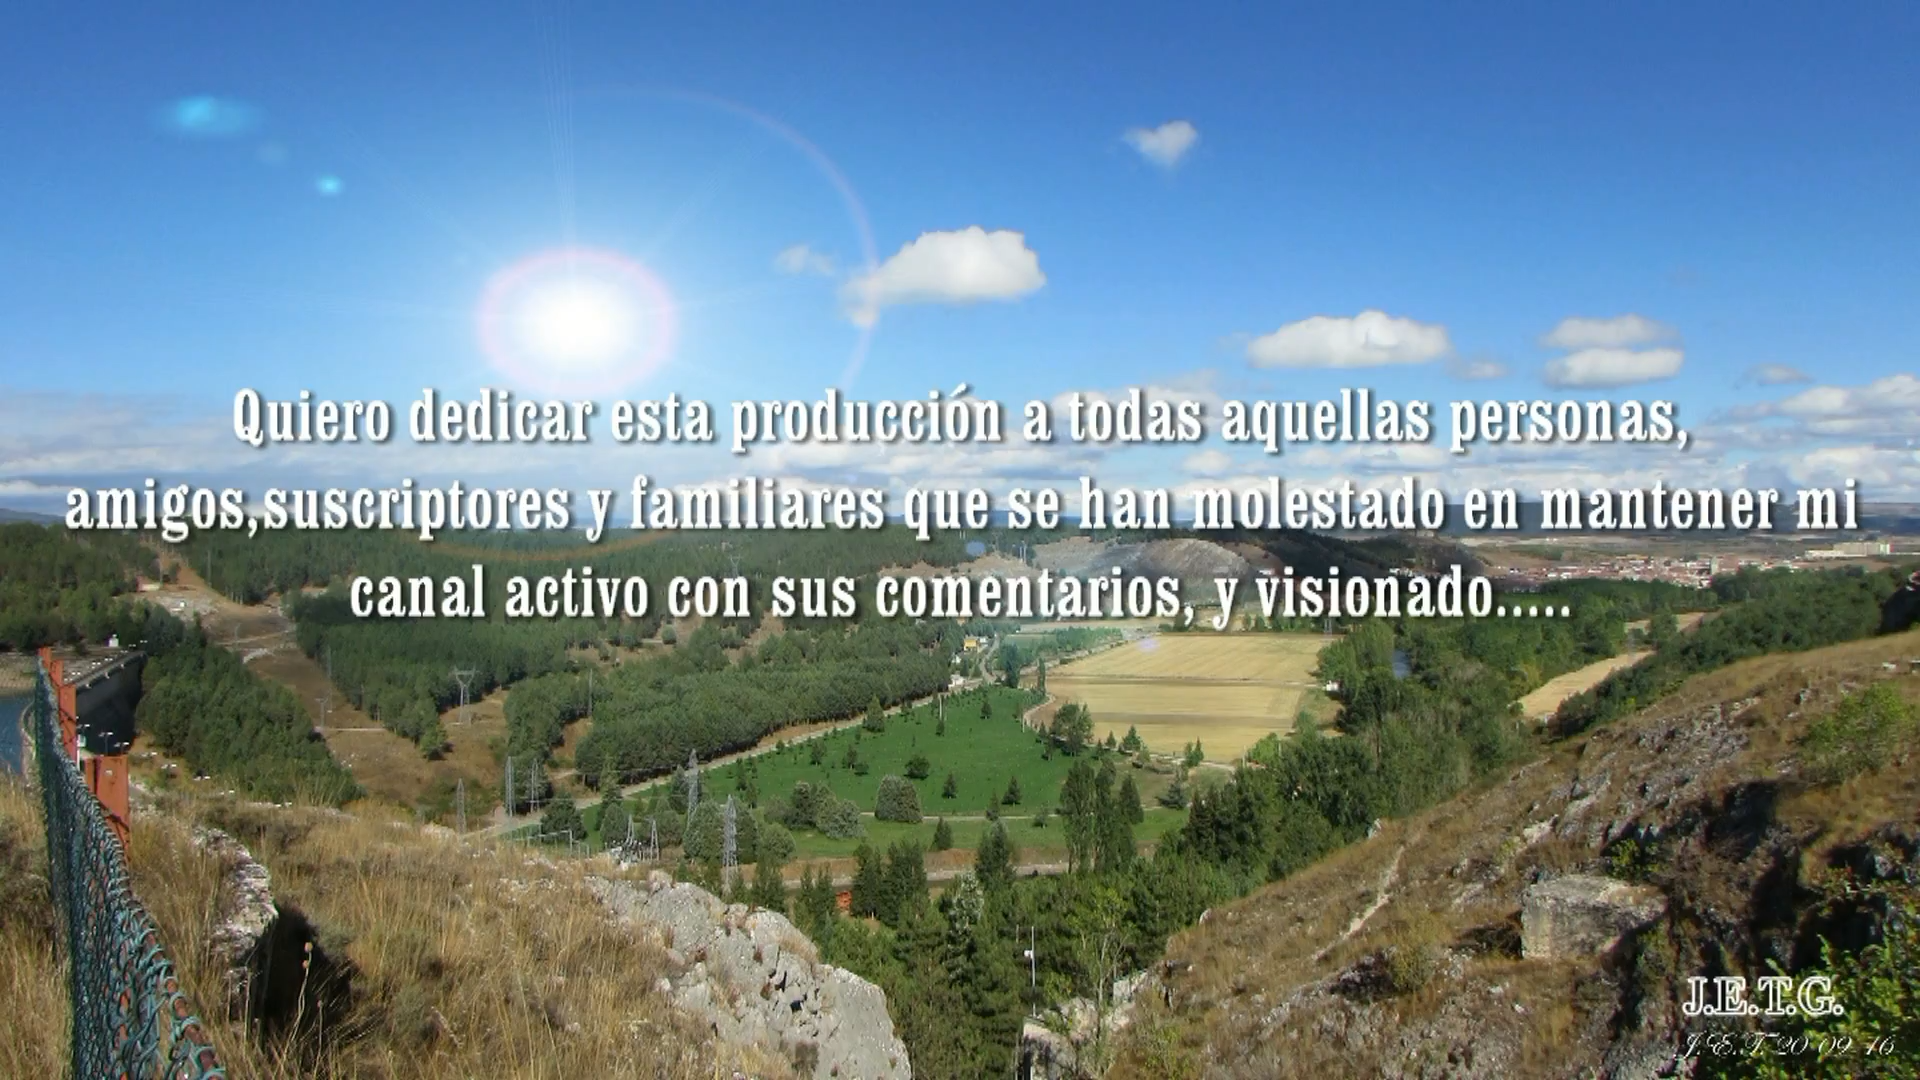 Quiero dedicar esta producción a todas aquellas personas,
amigos,suscriptores y familiares que se han molestado en mantener mi
canal activo con sus comentarios, y visionado.....
J.E.T.G.
J.E.T. 20-09-16